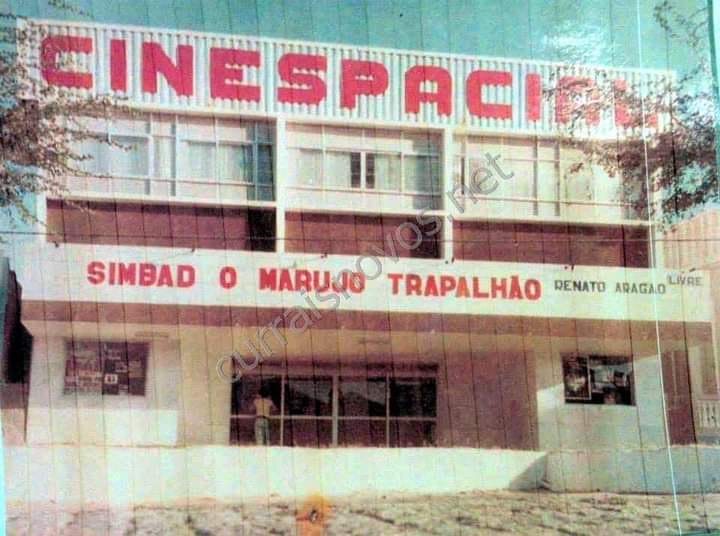 CINESPACIAL
SIMBAD O MARUJO TRAPALHÃO RENATO ARAGÃO LIVRE
curraisnovos.net